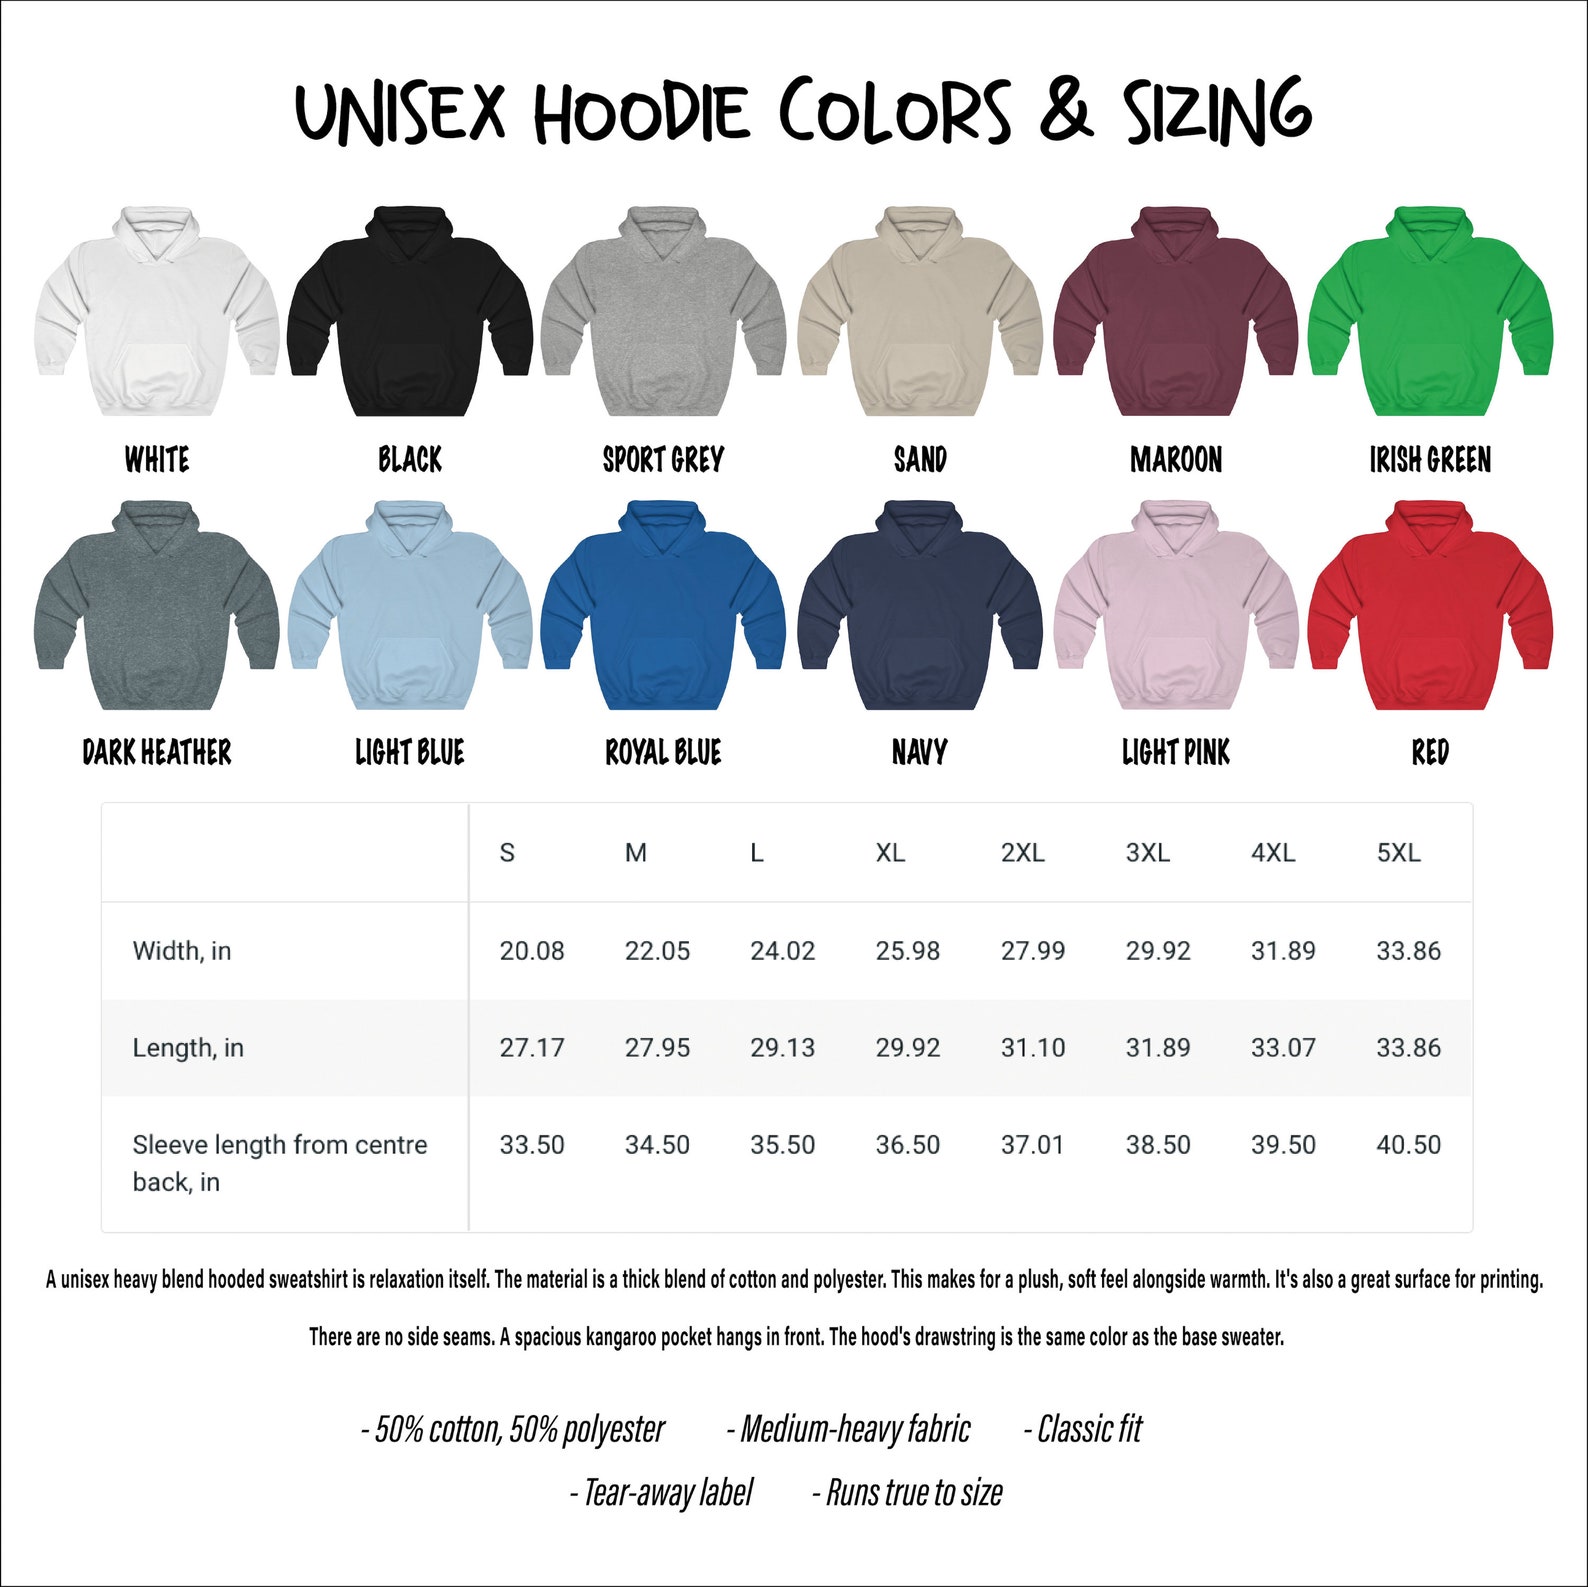 UNISEX HOODIE COLORS & SIZING
WHITE BLACK SPORT GREY SAND MAROON IRISH GREEN
DARK HEATHER LIGHT BLUE ROYAL BLUE NAVY LIGHT PINK RED
S M L XL 2XL 3XL 4XL 5XL
Width, in 20.08 22.05 24.02 25.98 27.99 29.92 31.89 33.86
Length, in 27.17 27.95 29.13 29.92 31.10 31.89 33.07 33.86
Sleeve length from centre 33.50 34.50 35.50 36.50 37.01 38.50 39.50 40.50
back, in
A unisex heavy blend hooded sweatshirt is relaxation itself. The material is a thick blend of cotton and polyester. This makes for a plush, soft feel alongside warmth. It's also a great surface for printing.
There are no side seams. A spacious kangaroo pocket hangs in front. The hood's drawstring is the same color as the base sweater.
- 50% cotton, 50% polyester - Medium-heavy fabric - Classic fit
- Tear-away label - Runs true to size